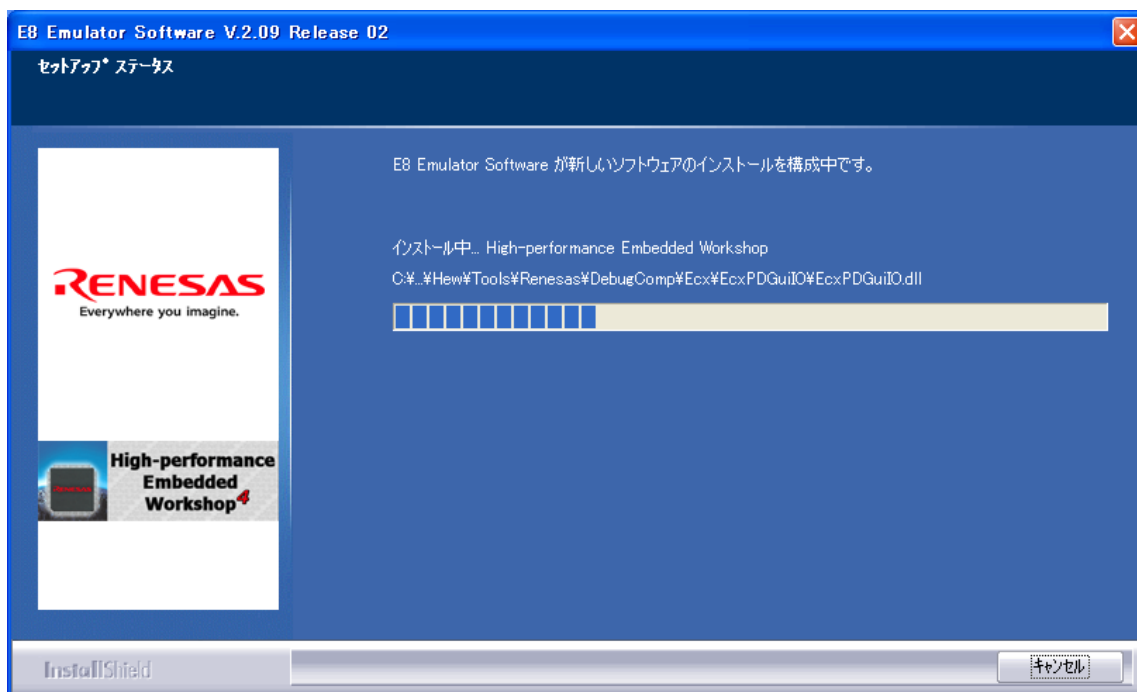 E8 Emulator Software V.2.09 Release 02
ｾｯﾄｱｯﾌﾟ ｽﾃｰﾀｽ
E8 Emulator Software が新しいソフトウェアのインストールを構成中です。
インストール中... High-performance Embedded Workshop
C:¥...¥Hew¥Tools¥Renesas¥DebugComp¥Ecx¥EcxPDGuiIO¥EcxPDGuiIO.dll
RENESAS
Everywhere you imagine.
High-performance
Embedded
Workshop4
RENESAS
InstallShield
キャンセル